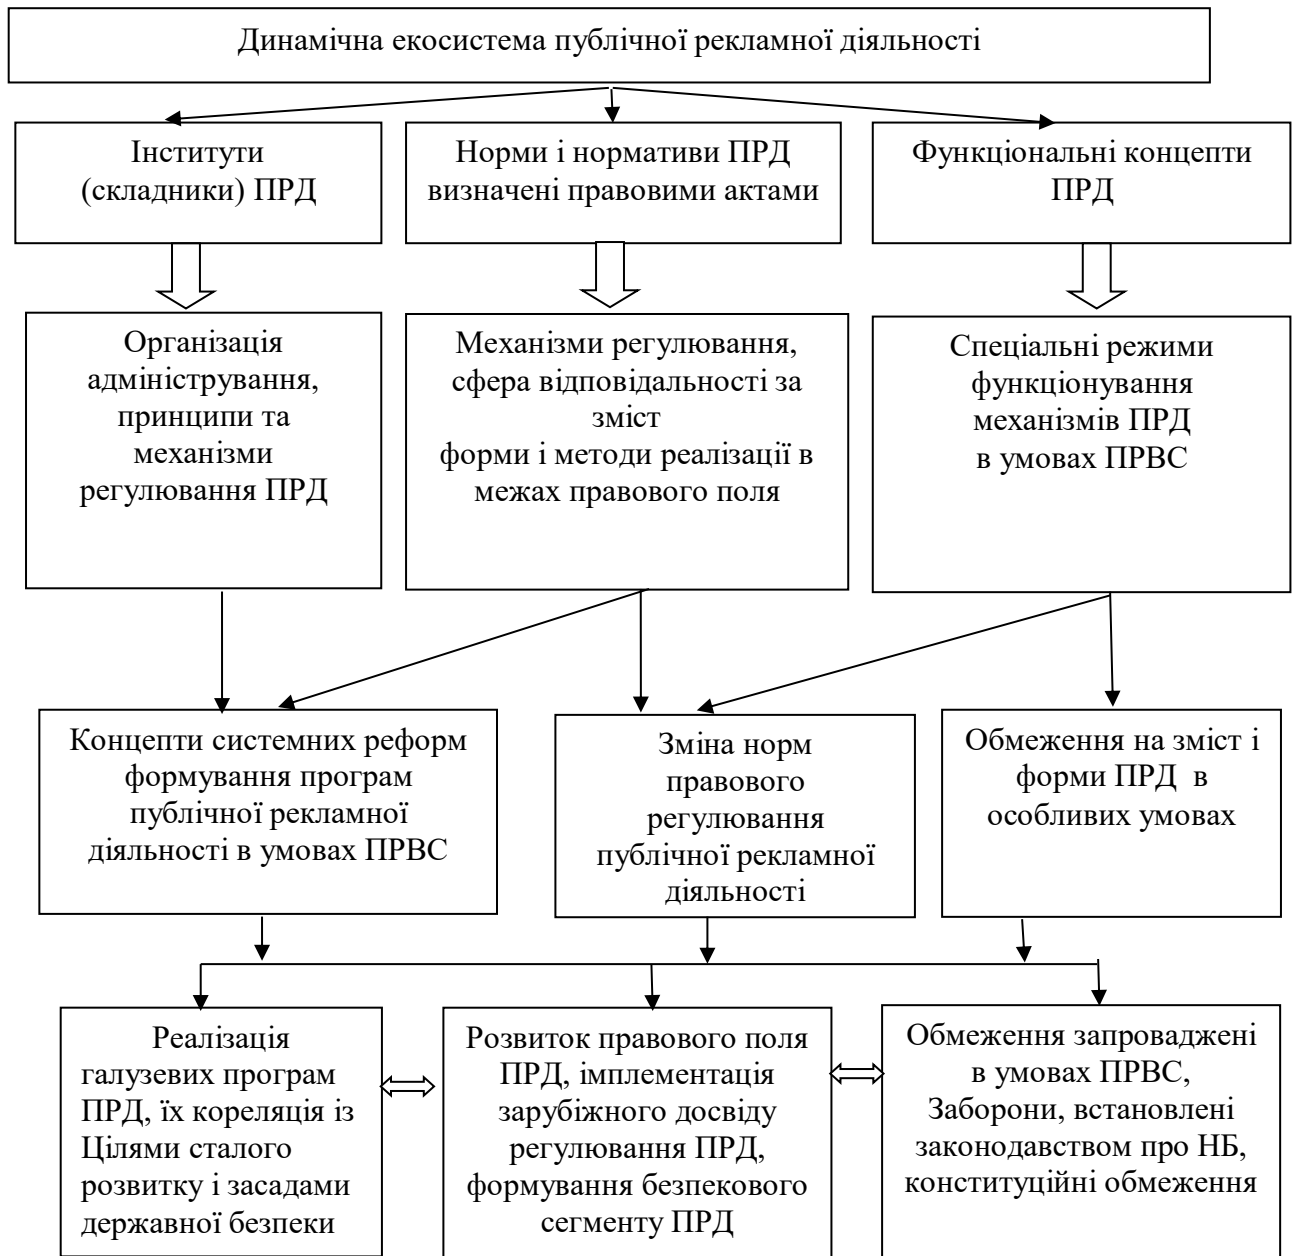 Динамічна екосистема публічної рекламної діяльності
Інститути
(складники) ПРД
Норми і нормативи ПРД
визначені правовими актами
Функціональні концепти
ПРД
Організація
адміністрування,
принципи та
механізми
регулювання ПРД
Механізми регулювання,
сфера відповідальності за
зміст
форми і методи реалізації в
межах правового поля
Спеціальні режими
функціонування
механізмів ПРД
в умовах ПРВС
Концепти системних реформ
формування програм
публічної рекламної
діяльності в умовах ПРВС
Зміна норм
правового
регулювання
публічної рекламної
діяльності
Обмеження на зміст і
форми ПРД в
особливих умовах
Реалізація
галузевих програм
ПРД, їх кореляція із
Цілями сталого
розвитку і засадами
державної безпеки
Розвиток правового поля
ПРД, імплементація
зарубіжного досвіду
регулювання ПРД,
формування безпекового
сегменту ПРД
Обмеження запроваджені
в умовах ПРВС,
Заборони, встановлені
законодавством про НБ,
конституційні обмеження